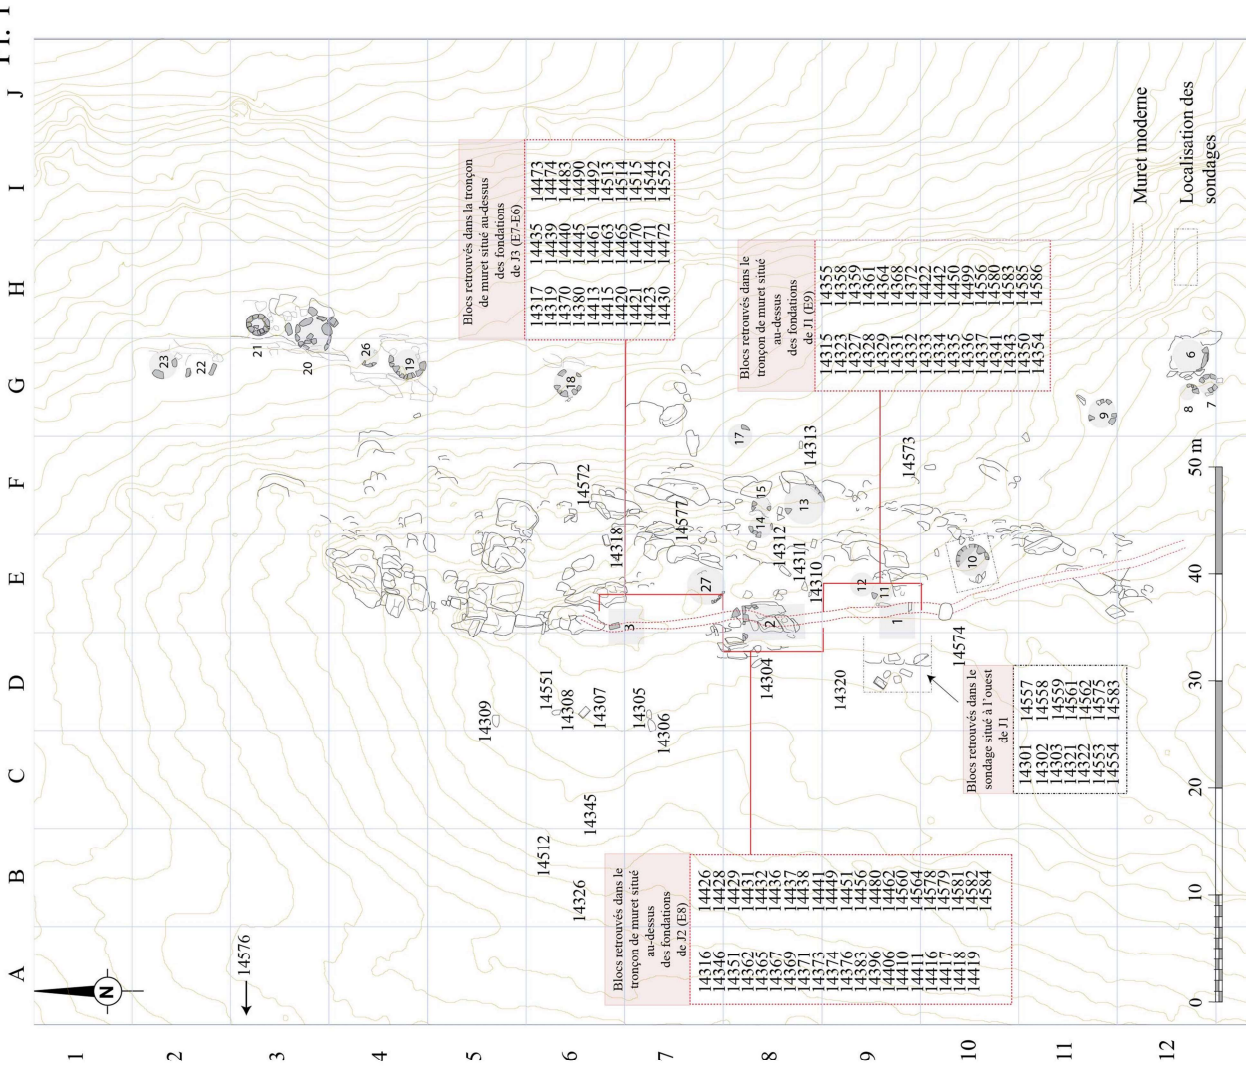 A
B
C
D
E
F
G
H
I
J
1
2
3
4
5
6
7
8
9
10
11
12
N
14576
23
22
21
20
26
19
18
17
15
14
13
12
11
10
9
8
7
6
27
3
2
1
14309
14551
14308
14307
14305
14306
14345
14512
14326
14572
14318
14577
14313
14312
14311
14310
14573
14304
14320
14574
Blocs retrouvés dans la tronçon
de muret situé au-dessus
des fondations
de J3 (E7-E6)
14317 14435 14473
14319 14439 14474
14370 14440 14483
14380 14445 14490
14413 14461 14492
14415 14463 14513
14420 14465 14514
14421 14470 14515
14423 14471 14544
14430 14472 14552
Blocs retrouvés dans le
tronçon de muret situé
au-dessus
des fondations
de J1 (E9)
14315 14355
14323 14358
14327 14359
14328 14361
14329 14364
14331 14368
14332 14372
14333 14422
14334 14442
14335 14450
14336 14499
14337 14556
14341 14580
14343 14583
14350 14585
14354 14586
Blocs retrouvés dans le
tronçon de muret situé
au-dessus
des fondations
de J2 (E8)
14316 14426
14346 14428
14351 14429
14362 14431
14365 14432
14367 14436
14369 14437
14371 14438
14373 14441
14374 14449
14376 14451
14383 14456
14396 14480
14406 14462
14410 14560
14411 14564
14416 14578
14417 14579
14418 14581
14419 14582
14584
Blocs retrouvés dans le
sondage situé à l'ouest
de J1
14301 14557
14302 14558
14303 14559
14321 14561
14322 14562
14553 14575
14554 14583
Muret moderne
Localisation des
sondages
0 10 20 30 40 50 m